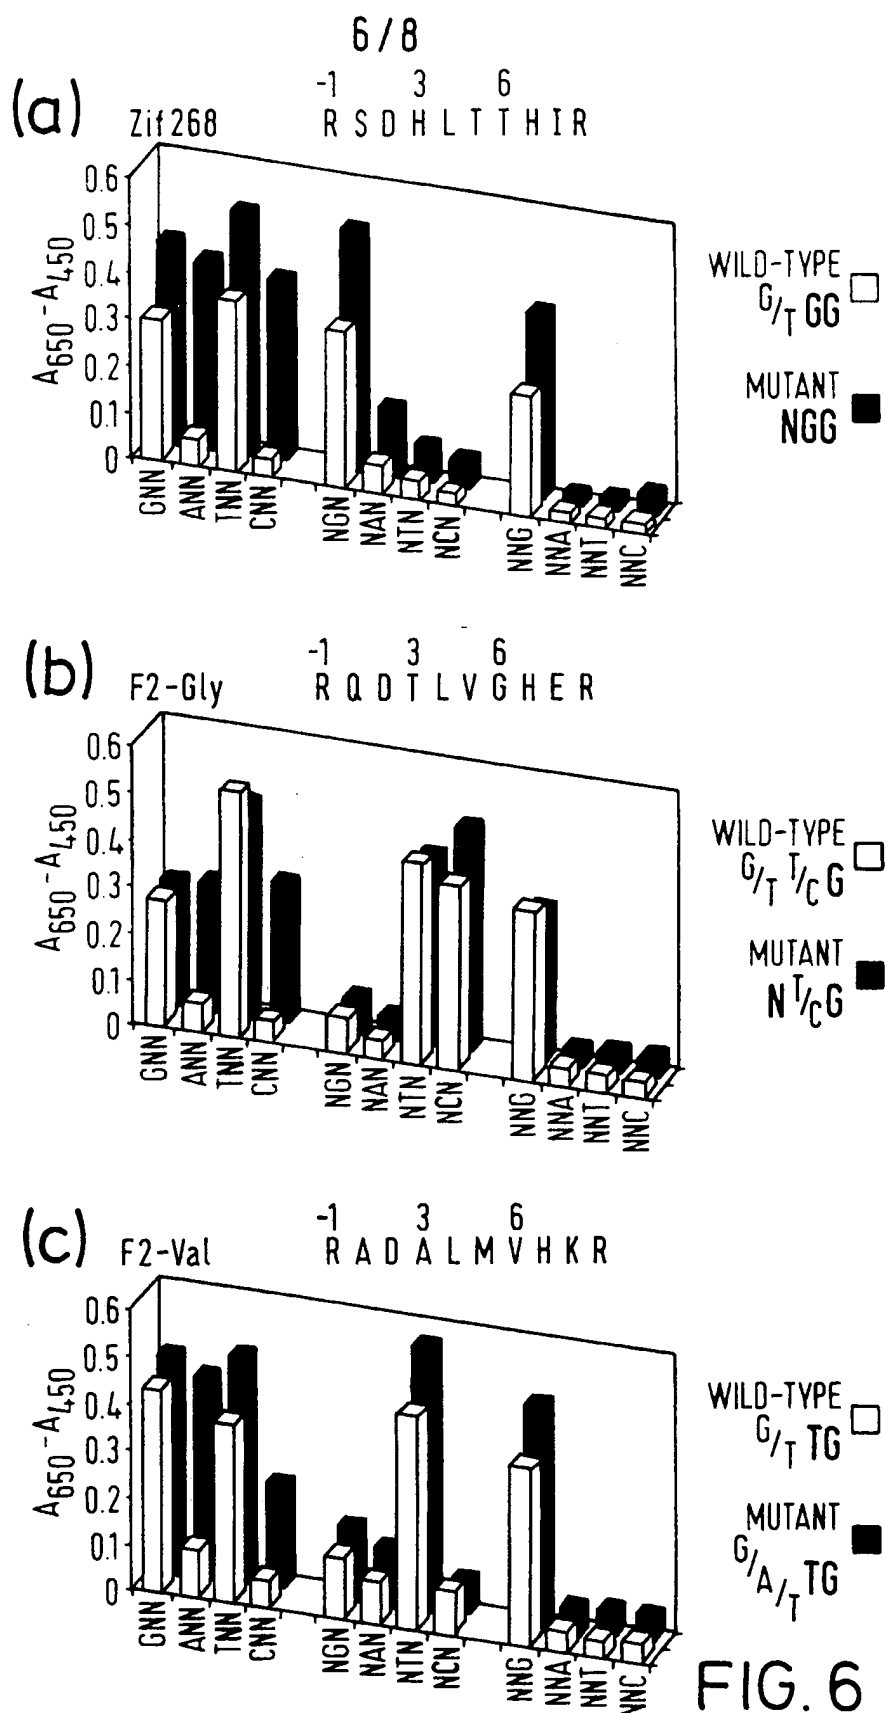 6/8
(a)
-1 3 6
Zif268 R S D H L T T H I R
0.6
0.5
0.4
0.3
0.2
0.1
0
A650-A450
GNN ANN TNN CNN NGN NAN NTN NCN NNG NNA NNT NNC
WILD-TYPE
G/T GG
MUTANT
NGG
(b)
-1 3 6
F2-Gly R Q D T L V G H E R
0.6
0.5
0.4
0.3
0.2
0.1
0
A650-A450
GNN ANN TNN CNN NGN NAN NTN NCN NNG NNA NNT NNC
WILD-TYPE
G/T T/C G
MUTANT
N T/C G
(c)
-1 3 6
F2-Val R A D A L M V H K R
0.6
0.5
0.4
0.3
0.2
0.1
0
A650-A450
GNN ANN TNN CNN NGN NAN NTN NCN NNG NNA NNT NNC
WILD-TYPE
G/T TG
MUTANT
G/A/T TG
FIG. 6